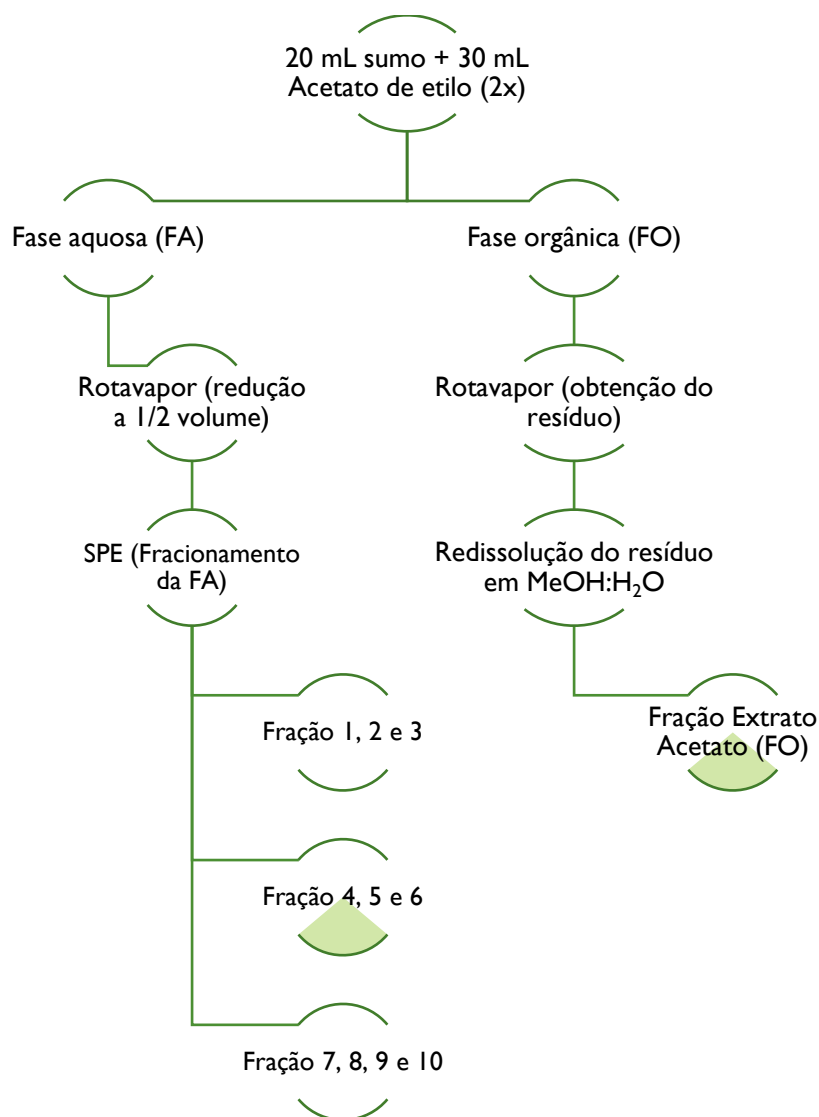 20 mL sumo + 30 mL
Acetato de etilo (2x)
Fase aquosa (FA)
Fase orgânica (FO)
Rotavapor (redução
a 1/2 volume)
Rotavapor (obtenção do
resíduo)
SPE (Fracionamento
da FA)
Redissolução do resíduo
em MeOH:H₂O
Fração 1, 2 e 3
Fração Extrato
Acetato (FO)
Fração 4, 5 e 6
Fração 7, 8, 9 e 10